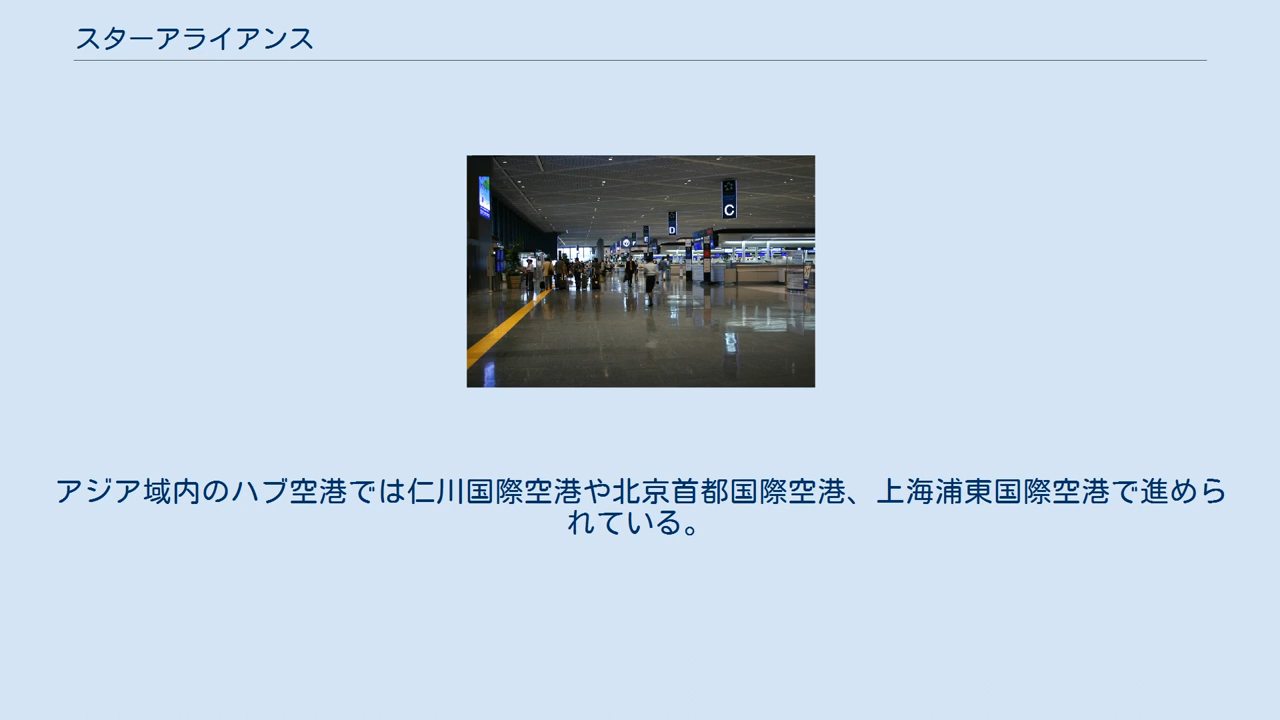 スターアライアンス
C
D
E
アジア域内のハブ空港では仁川国際空港や北京首都国際空港、上海浦東国際空港で進めら
れている。